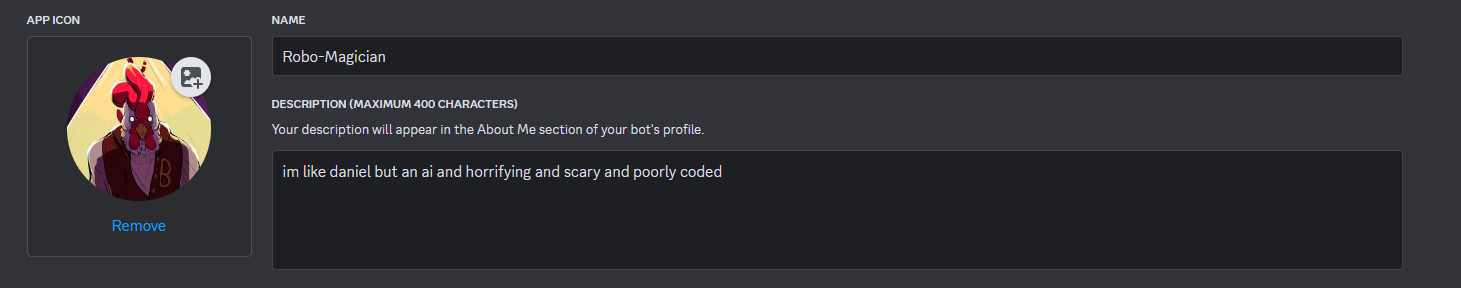 APP ICON
NAME
Robo-Magician
DESCRIPTION (MAXIMUM 400 CHARACTERS)
Your description will appear in the About Me section of your bot's profile.
im like daniel but an ai and horrifying and scary and poorly coded
B
Remove